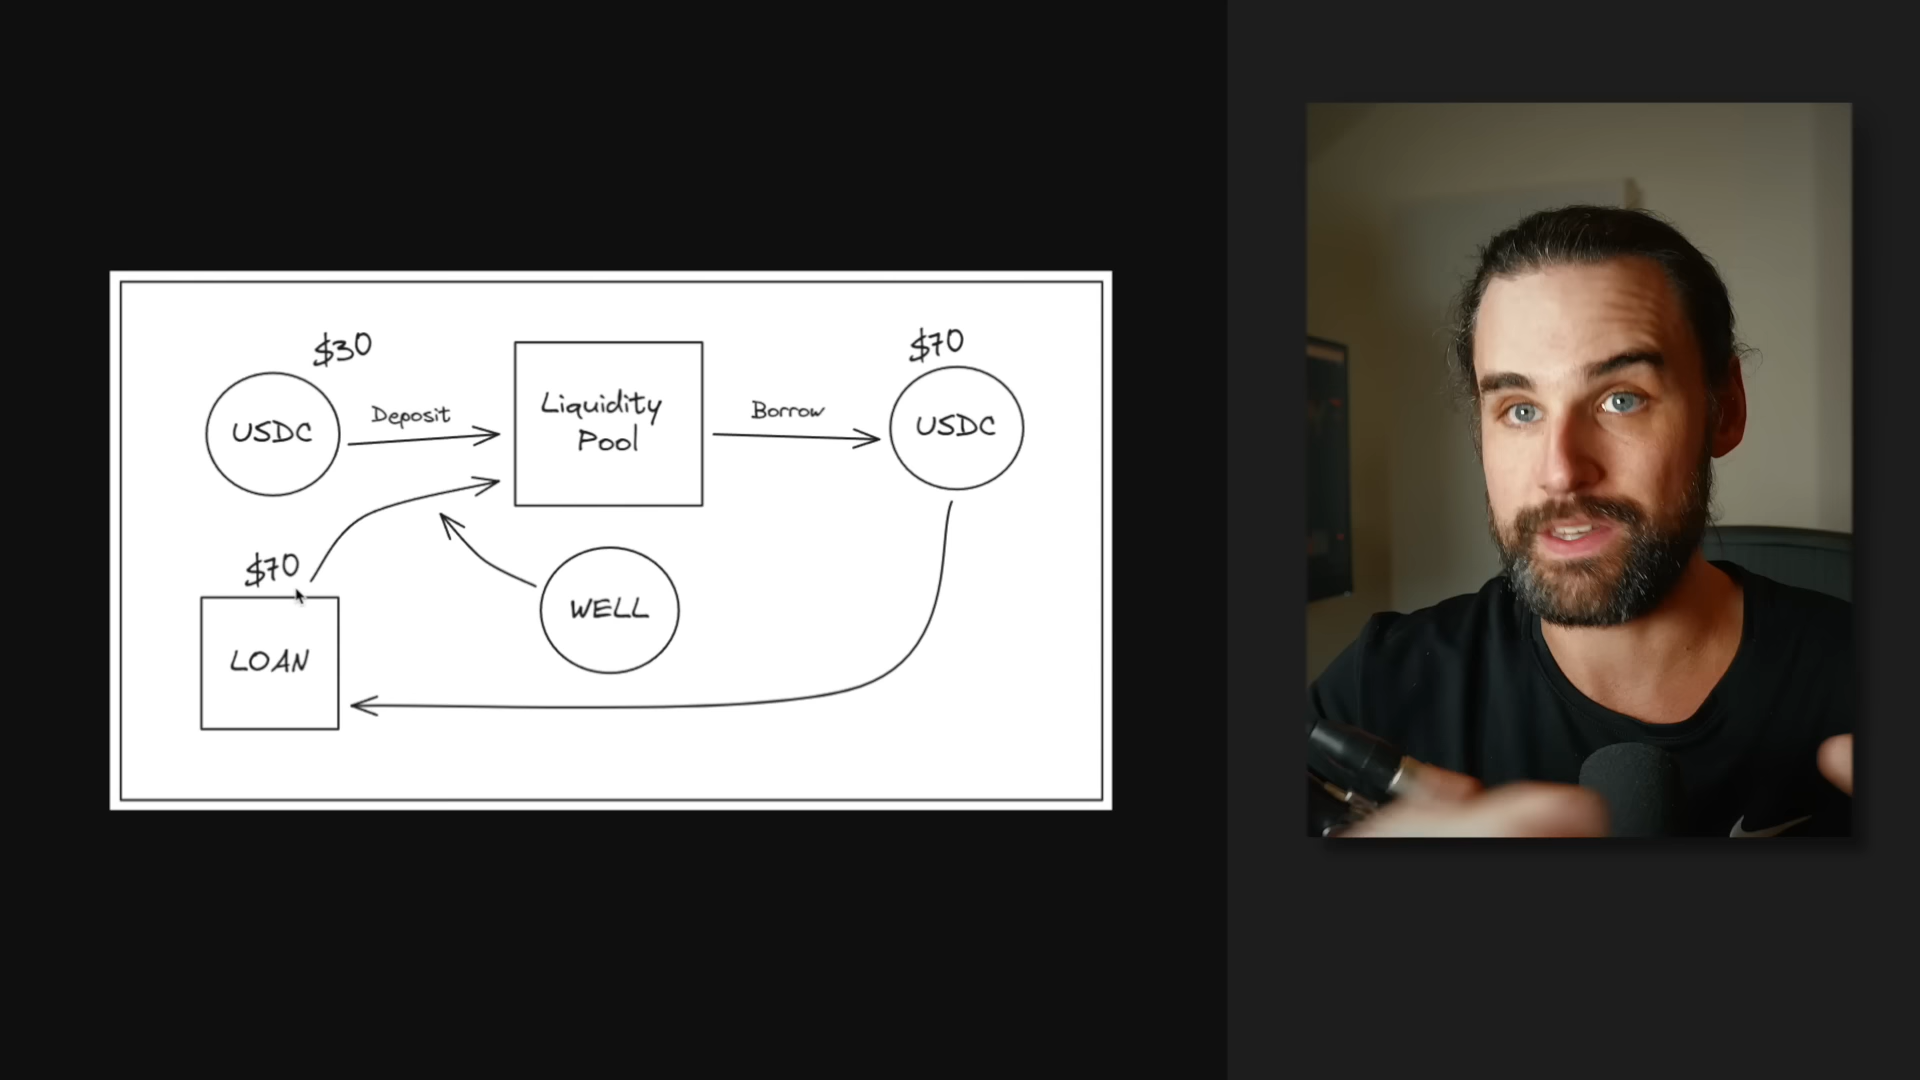 $30
$70
USDC
Deposit
Liquidity
Pool
Borrow
USDC
$70
WELL
LOAN